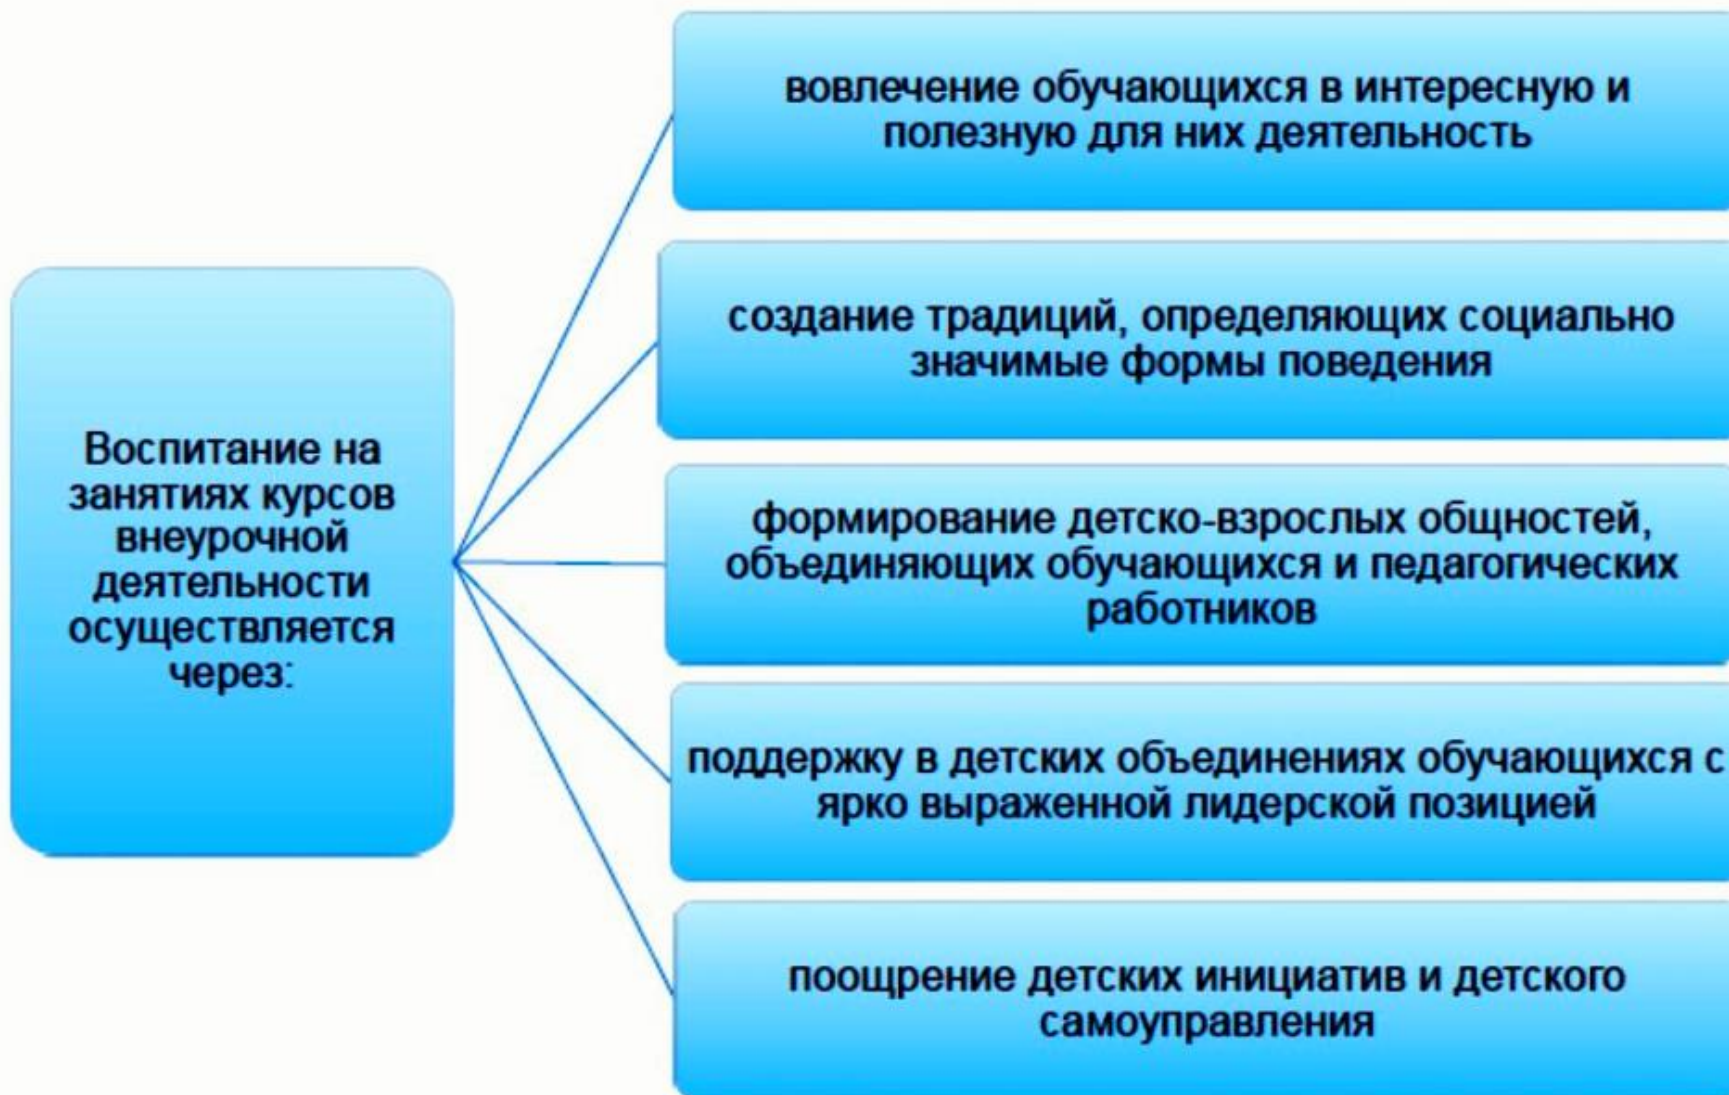 Воспитание на
занятиях курсов
внеурочной
деятельности
осуществляется
через:
вовлечение обучающихся в интересную и
полезную для них деятельность
создание традиций, определяющих социально
значимые формы поведения
формирование детско-взрослых общностей,
объединяющих обучающихся и педагогических
работников
поддержку в детских объединениях обучающихся с
ярко выраженной лидерской позицией
поощрение детских инициатив и детского
самоуправления